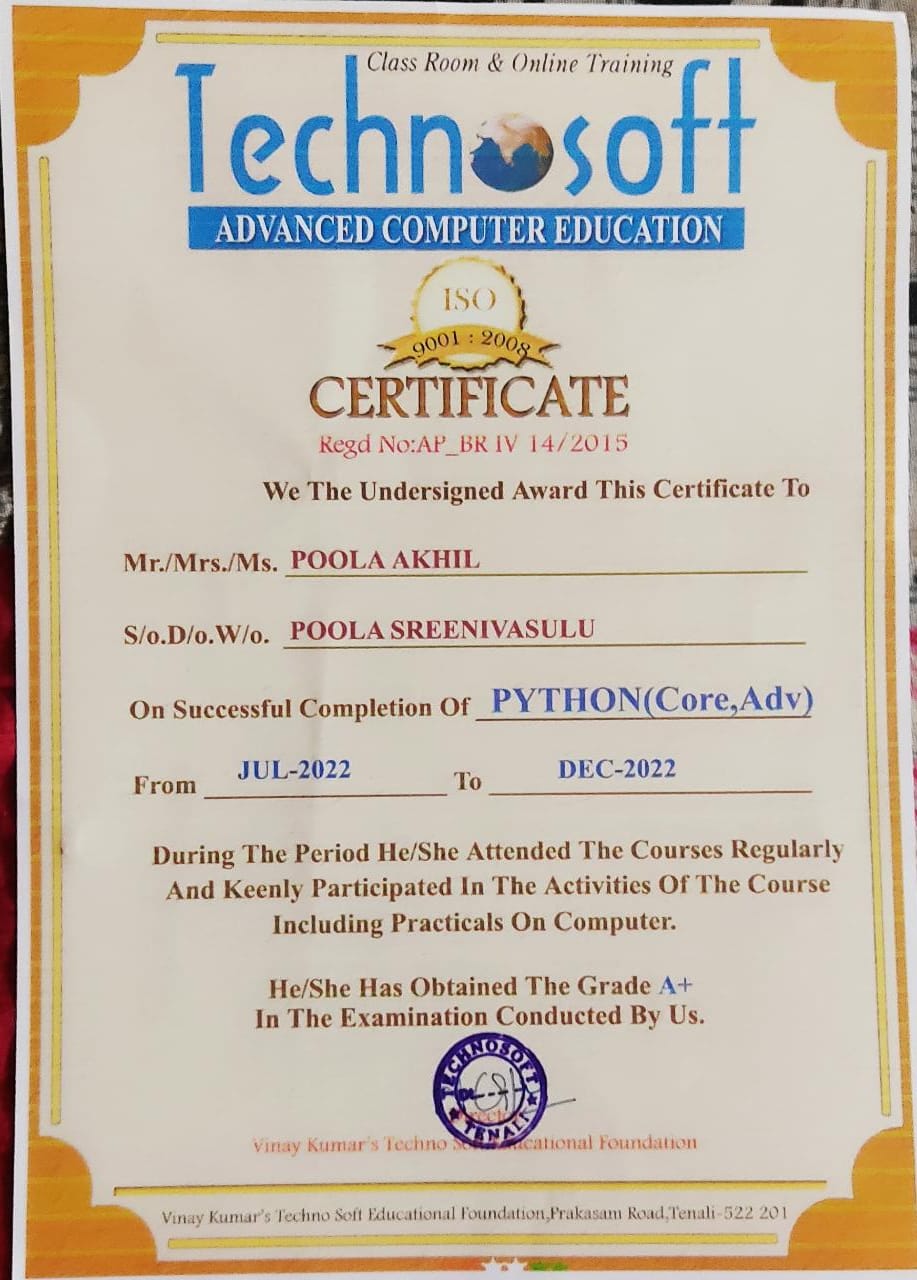 Class Room & Online Training
Technosoft
ADVANCED COMPUTER EDUCATION
ISO
9001 : 2008
CERTIFICATE
Regd No:AP_BR IV 14/2015
We The Undersigned Award This Certificate To
Mr./Mrs./Ms. POOLA AKHIL
S/o.D/o.W/o. POOLA SREENIVASULU
On Successful Completion Of PYTHON(Core,Adv)
From JUL-2022 To DEC-2022
During The Period He/She Attended The Courses Regularly
And Keenly Participated In The Activities Of The Course
Including Practicals On Computer.
He/She Has Obtained The Grade A+
In The Examination Conducted By Us.
TECHNOSOFT
TENALI
Vinay Kumar's Techno Foundation
Vinay Kumar's Techno Soft Educational Foundation,Prakasam Road,Tenali-522 201